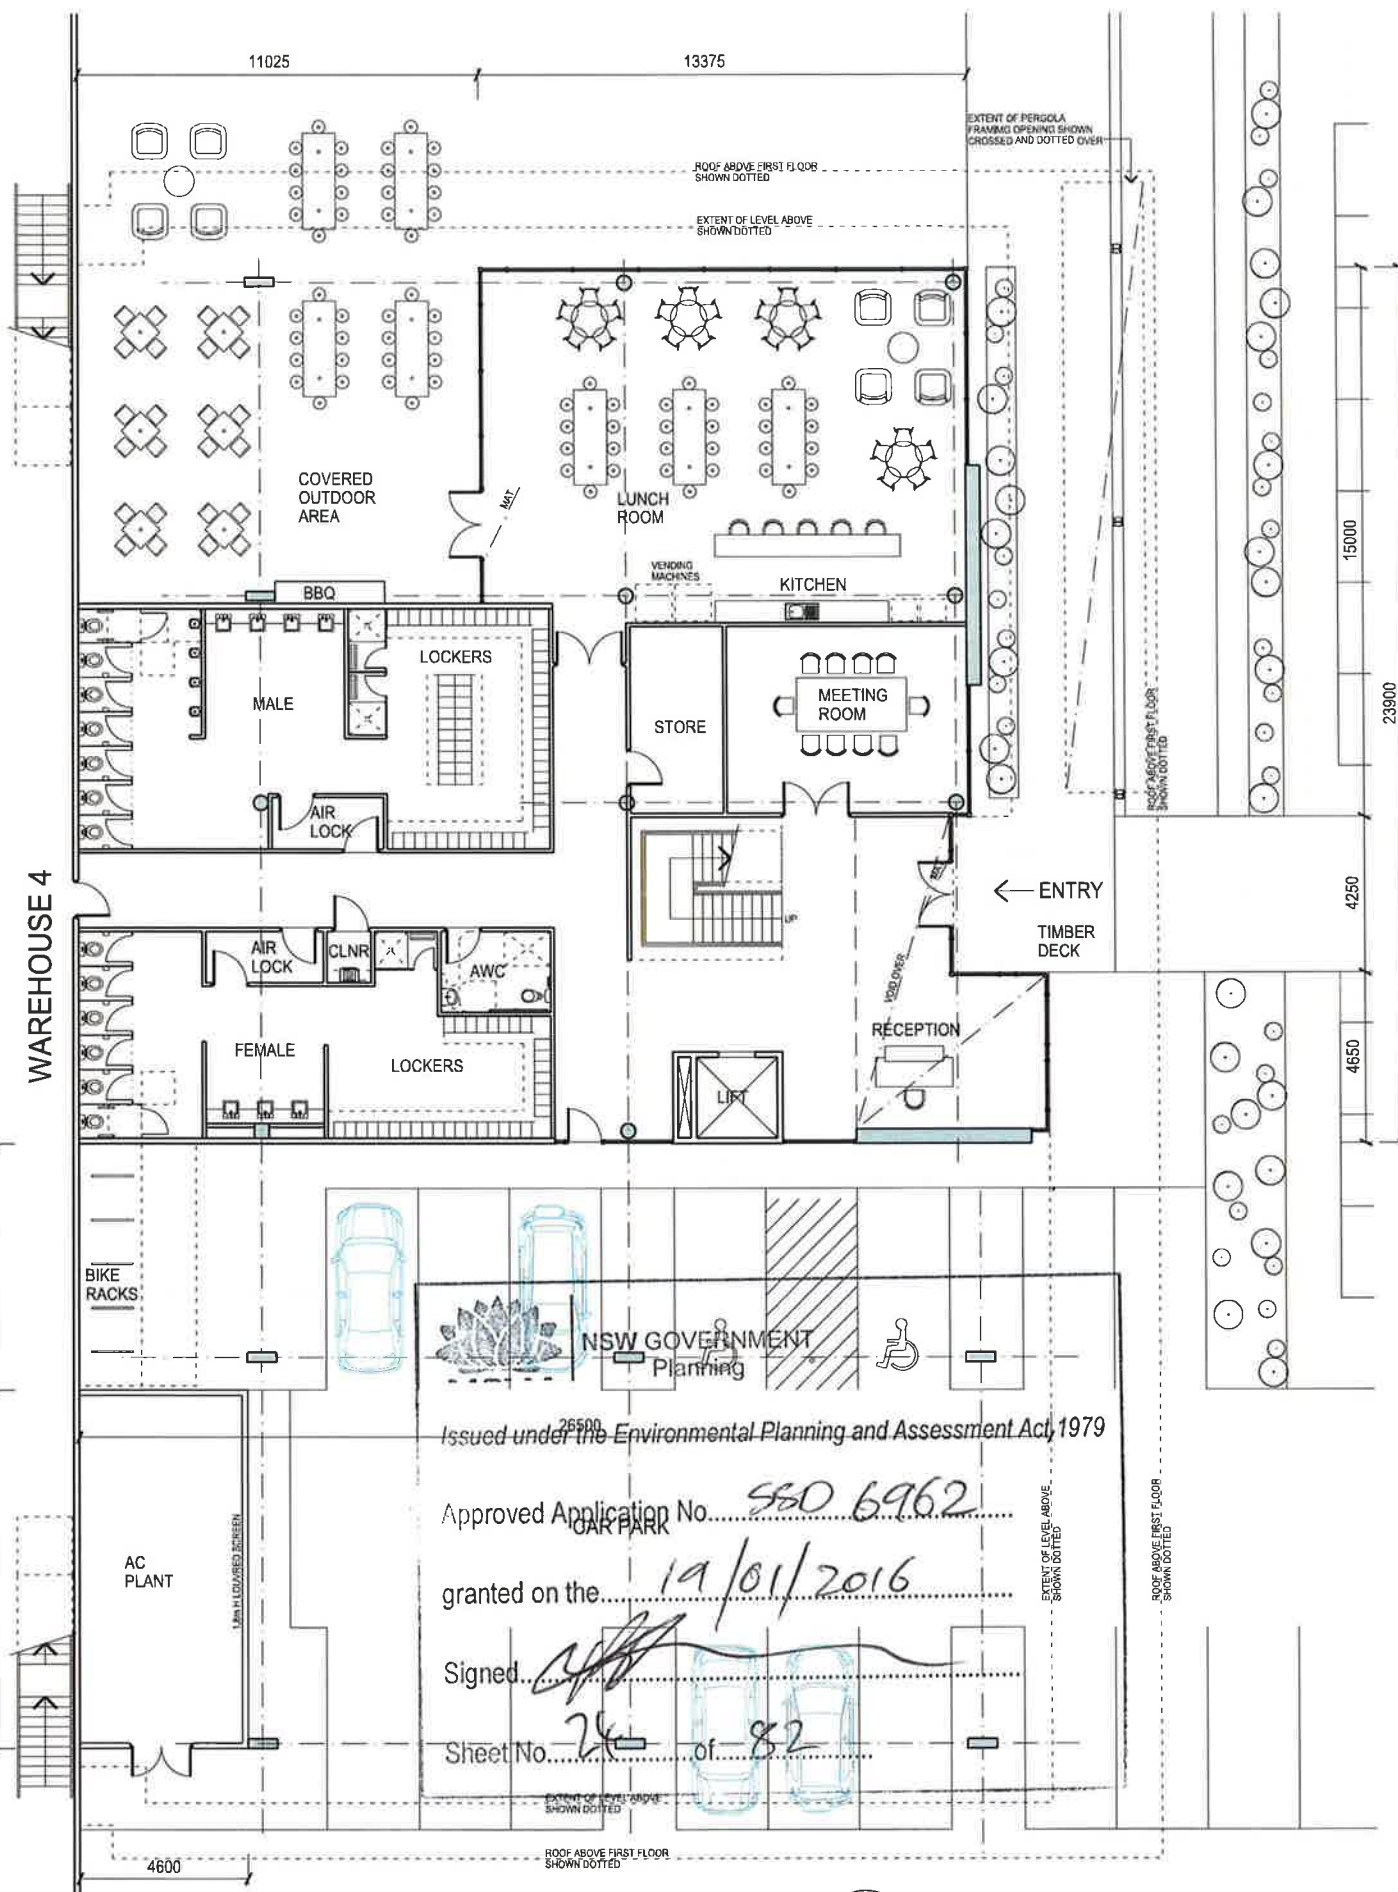 11025
13375
EXTENT OF PERGOLA
FRAMIMG OPENING SHOWN
CROSSED AND DOTTED OVER
ROOF ABOVE FIRST FLOOR
SHOWN DOTTED
EXTENT OF LEVEL ABOVE
SHOWN DOTTED
COVERED
OUTDOOR
AREA
MAT
LUNCH
ROOM
15000
23900
VENDING
MACHINES
KITCHEN
BBQ
LOCKERS
MALE
STORE
MEETING
ROOM
ROOF ABOVE FIRST FLOOR
SHOWN DOTTED
AIR
LOCK
WAREHOUSE 4
UP
MAT
ENTRY
4250
TIMBER
DECK
AIR
LOCK
CLNR
AWC
VOID OVER
RECEPTION
FEMALE
LOCKERS
4650
LIFT
BIKE
RACKS
NSW GOVERNMENT
Planning
26500
Issued under the Environmental Planning and Assessment Act, 1979
Approved Application No. SSD 6962
CAR PARK
granted on the 19/01/2016
Signed
Sheet No. 24 of 82
AC
PLANT
LOUVRED SCREEN
EXTENT OF LEVEL ABOVE
SHOWN DOTTED
ROOF ABOVE FIRST FLOOR
SHOWN DOTTED
EXTENT OF LEVEL ABOVE
SHOWN DOTTED
ROOF ABOVE FIRST FLOOR
SHOWN DOTTED
4600